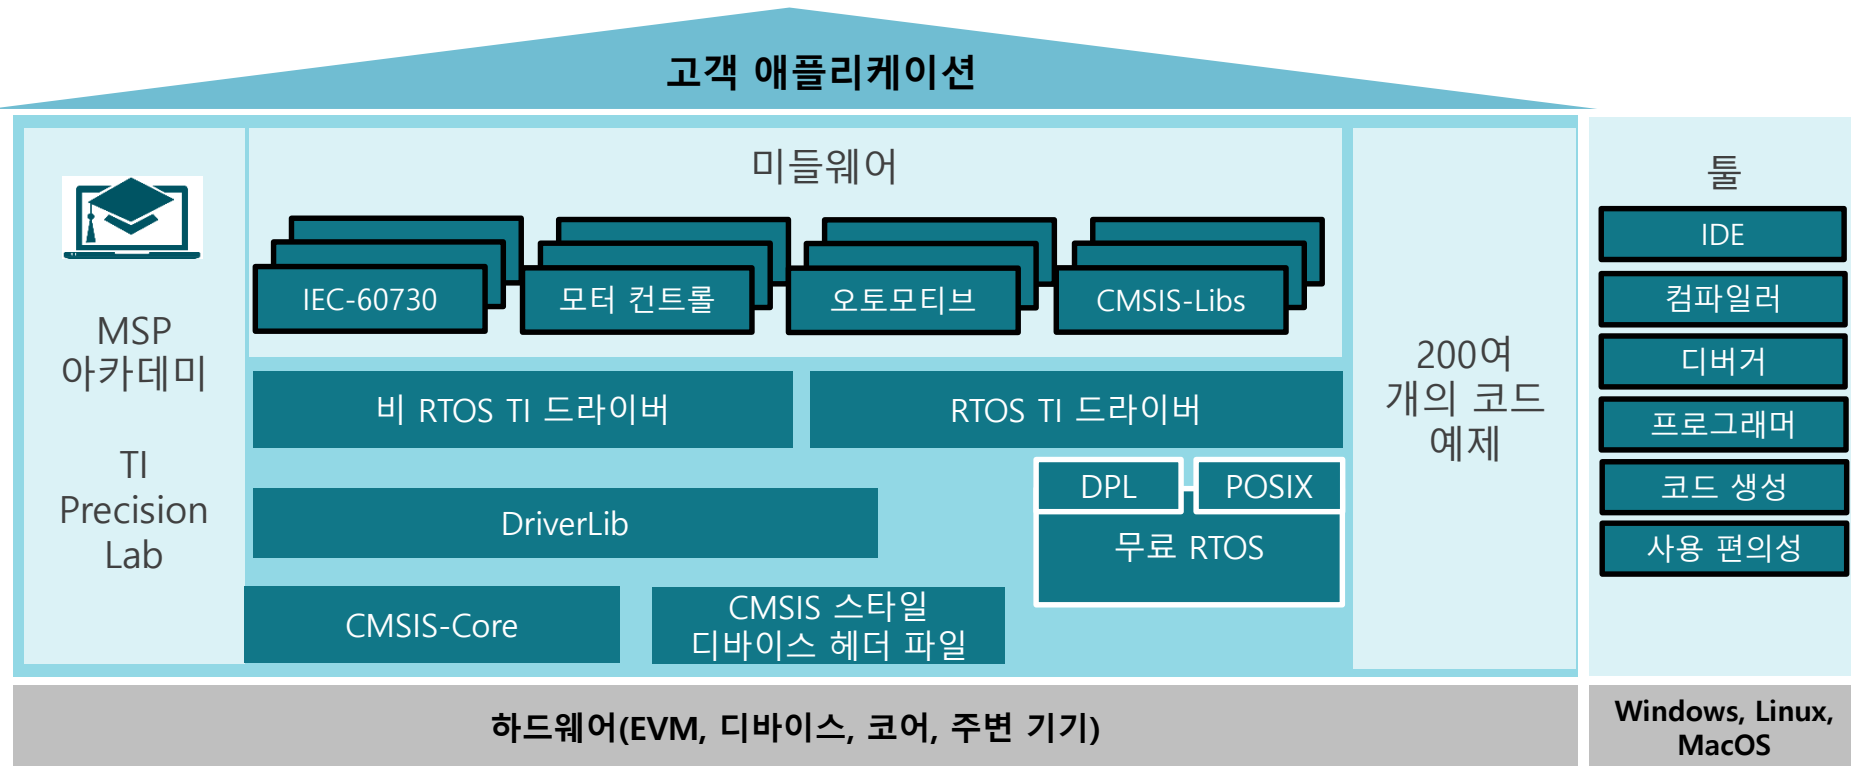 고객 애플리케이션
MSP
아카데미
TI
Precision
Lab
미들웨어
IEC-60730
모터 컨트롤
오토모티브
CMSIS-Libs
비 RTOS TI 드라이버
RTOS TI 드라이버
DriverLib
DPL
POSIX
무료 RTOS
CMSIS-Core
CMSIS 스타일
디바이스 헤더 파일
200여
개의 코드
예제
툴
IDE
컴파일러
디버거
프로그래머
코드 생성
사용 편의성
하드웨어(EVM, 디바이스, 코어, 주변 기기)
Windows, Linux,
MacOS